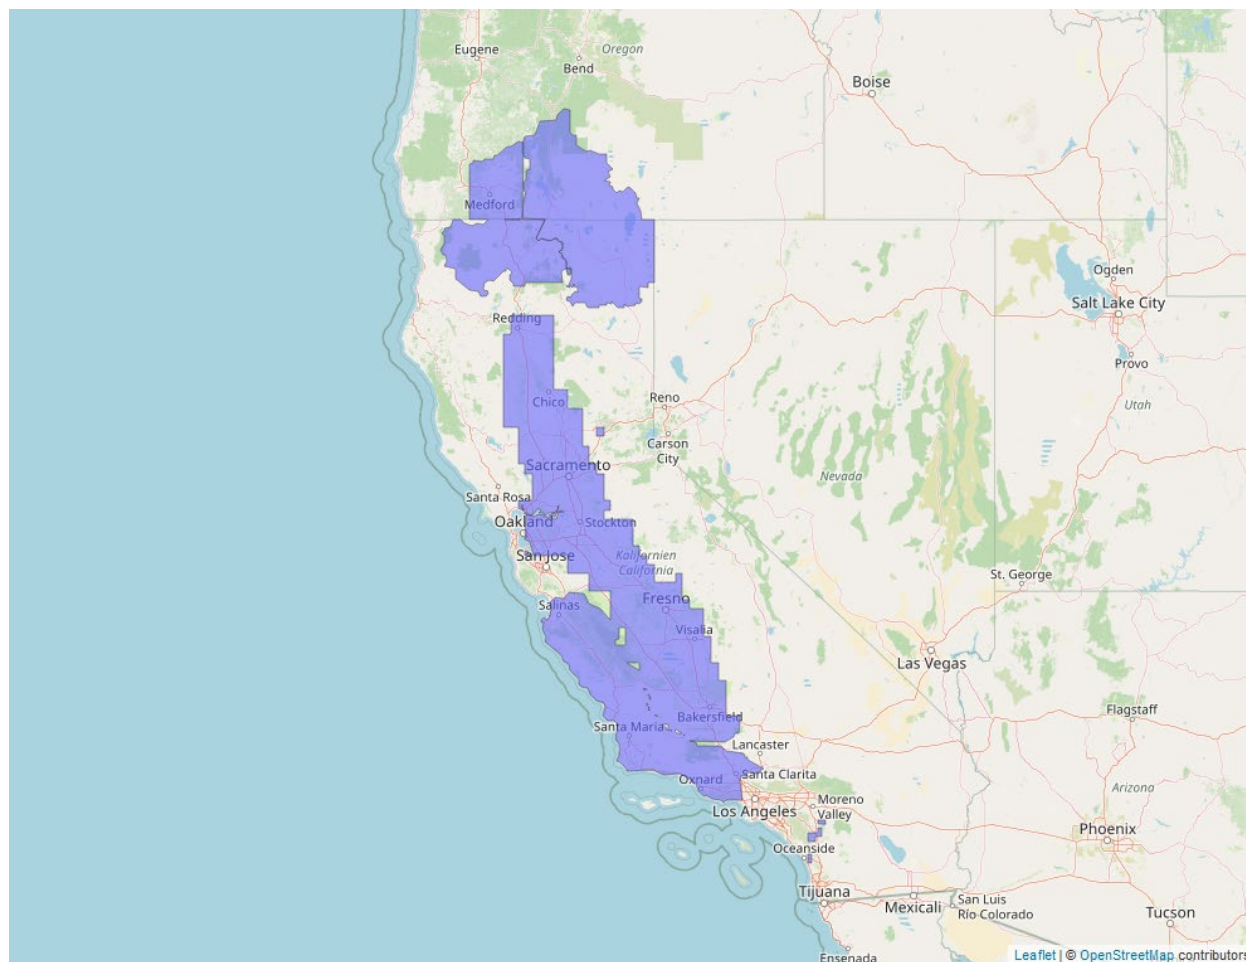 Eugene
Oregon
Bend
Boise
Medford
Ogden
Salt Lake City
Redding
Provo
Reno
Chico
Utah
Carson
City
Sacramento
Nevada
Santa Rosa
Oakland
Stockton
San Jose
Kalifornien
California
St. George
Fresno
Salinas
Visalia
Las Vegas
Flagstaff
Bakersfield
Santa Maria
Lancaster
Santa Clarita
Oxnard
Arizona
Moreno
Valley
Los Angeles
Phoenix
Oceanside
Tijuana
Mexicali
San Luis
Río Colorado
Tucson
Ensenada
Leaflet | © OpenStreetMap contributors